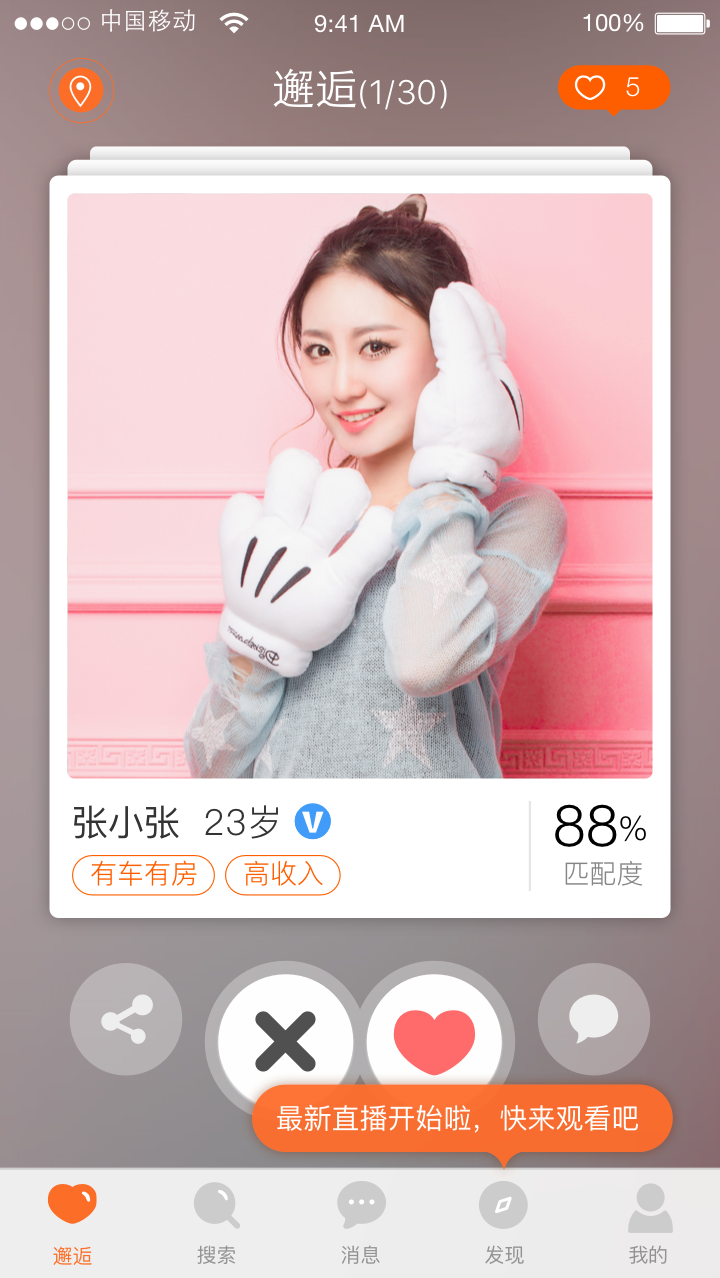 中国移动 9:41 AM 100%
邂逅(1/30) 5
张小张 23岁 V 88%
有车有房 高收入 匹配度
最新直播开始啦，快来观看吧
邂逅 搜索 消息 发现 我的